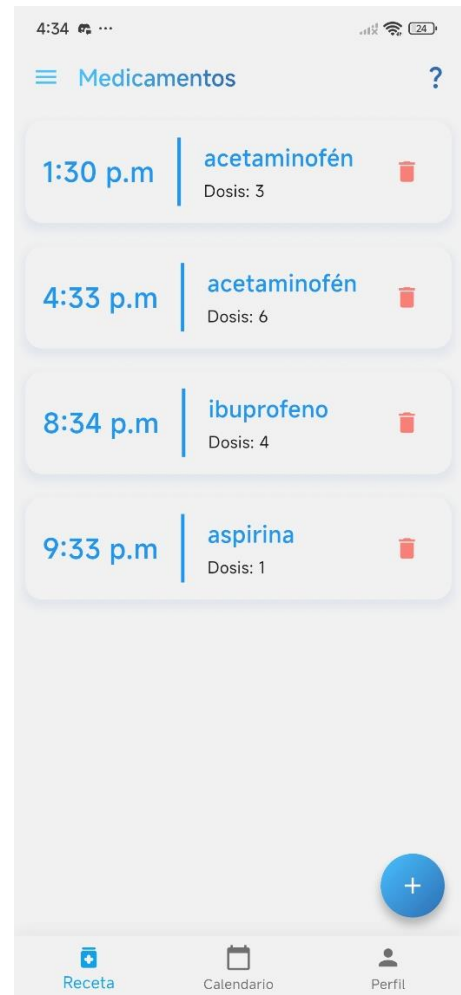 4:34 ...
24
Medicamentos
?
1:30 p.m
acetaminofén
Dosis: 3
4:33 p.m
acetaminofén
Dosis: 6
8:34 p.m
ibuprofeno
Dosis: 4
9:33 p.m
aspirina
Dosis: 1
+
Receta
Calendario
Perfil